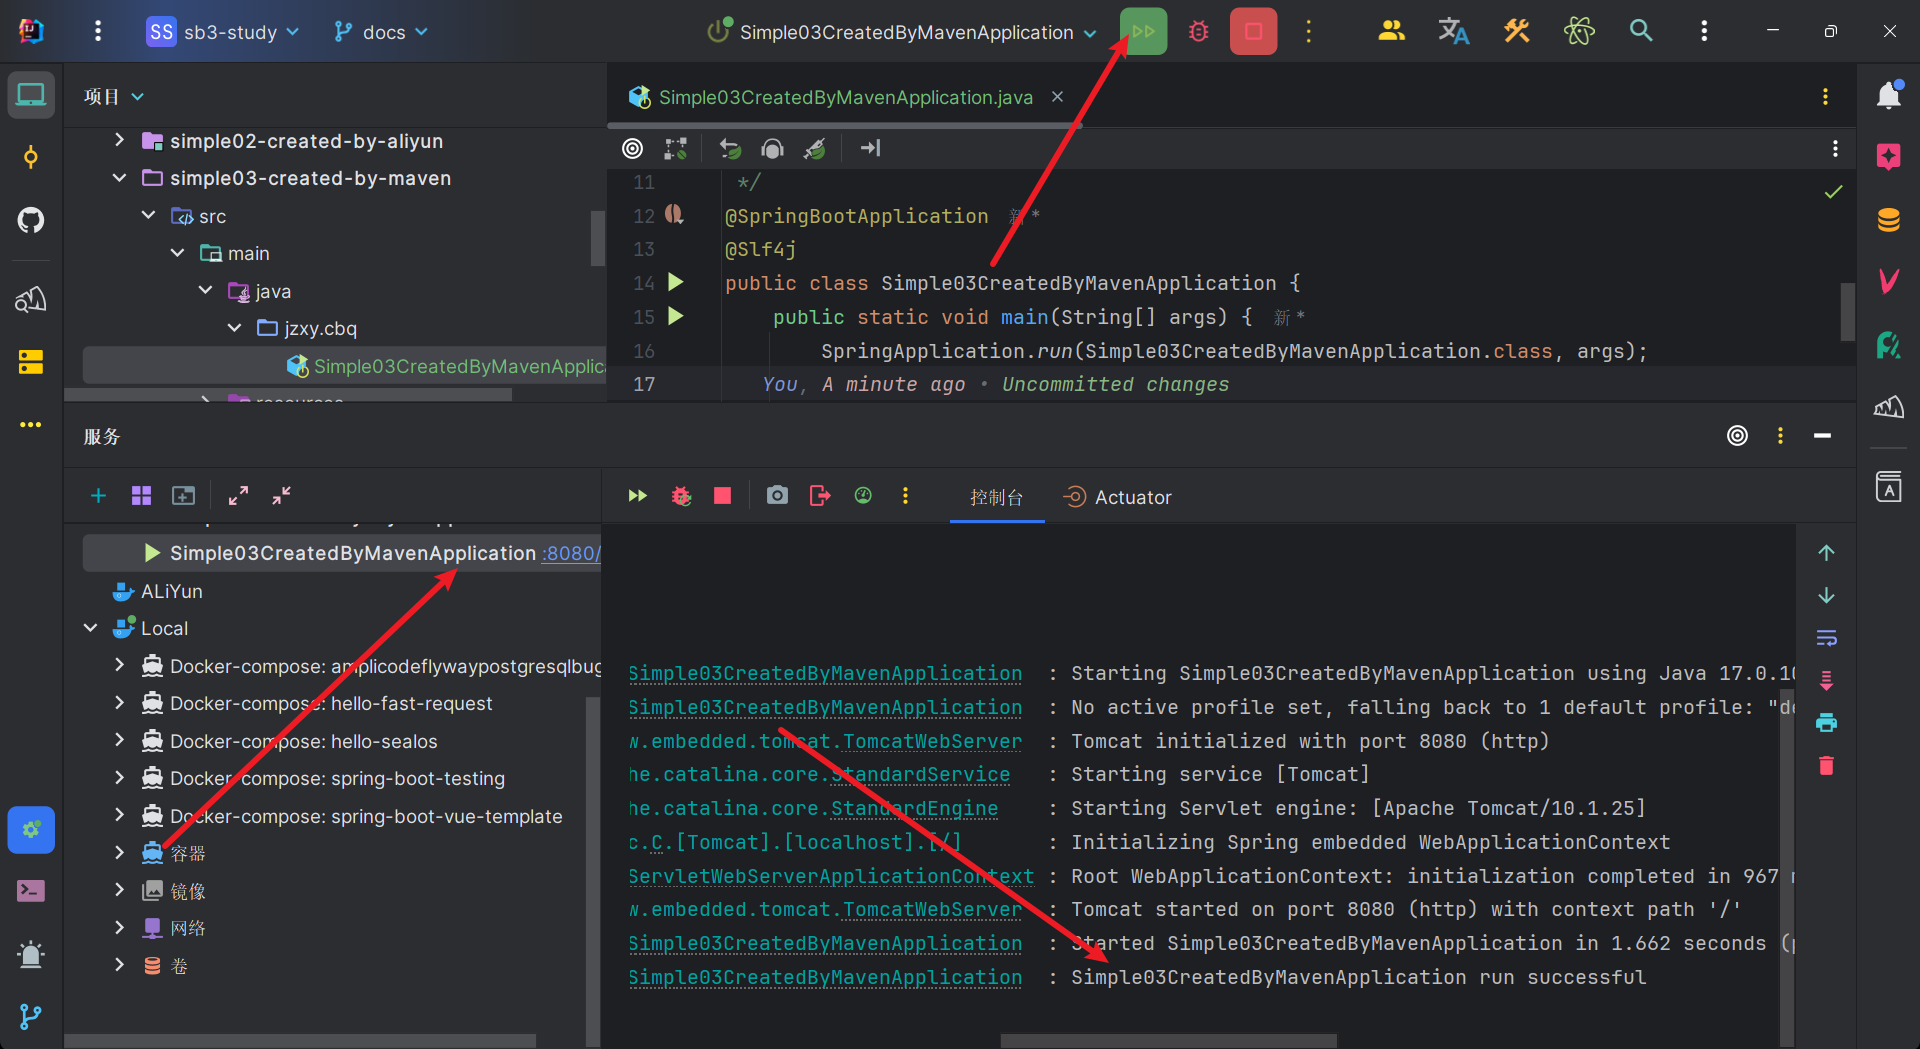 SS sb3-study docs Simple03CreatedByMavenApplication
项目
Simple03CreatedByMavenApplication.java
simple02-created-by-aliyun
simple03-created-by-maven
src
main
java
jzxy.cbq
Simple03CreatedByMavenApplic
resources
11 */
12 @SpringBootApplication 新 *
13 @Slf4j
14 public class Simple03CreatedByMavenApplication {
15 public static void main(String[] args) { 新 *
16 SpringApplication.run(Simple03CreatedByMavenApplication.class, args);
17 You, A minute ago • Uncommitted changes
服务
控制台 Actuator
Simple03CreatedByMavenApplication :8080/
ALiYun
Local
Docker-compose: amplicodeflywaypostgresqlbug
Docker-compose: hello-fast-request
Docker-compose: hello-sealos
Docker-compose: spring-boot-testing
Docker-compose: spring-boot-vue-template
容器
镜像
网络
卷
Simple03CreatedByMavenApplication : Starting Simple03CreatedByMavenApplication using Java 17.0.10
Simple03CreatedByMavenApplication : No active profile set, falling back to 1 default profile: "de
w.embedded.tomcat.TomcatWebServer : Tomcat initialized with port 8080 (http)
he.catalina.core.StandardService : Starting service [Tomcat]
he.catalina.core.StandardEngine : Starting Servlet engine: [Apache Tomcat/10.1.25]
c.C.[Tomcat].[localhost].[/] : Initializing Spring embedded WebApplicationContext
ServletWebServerApplicationContext : Root WebApplicationContext: initialization completed in 967 m
w.embedded.tomcat.TomcatWebServer : Tomcat started on port 8080 (http) with context path '/'
Simple03CreatedByMavenApplication : Started Simple03CreatedByMavenApplication in 1.662 seconds (p
Simple03CreatedByMavenApplication : Simple03CreatedByMavenApplication run successful